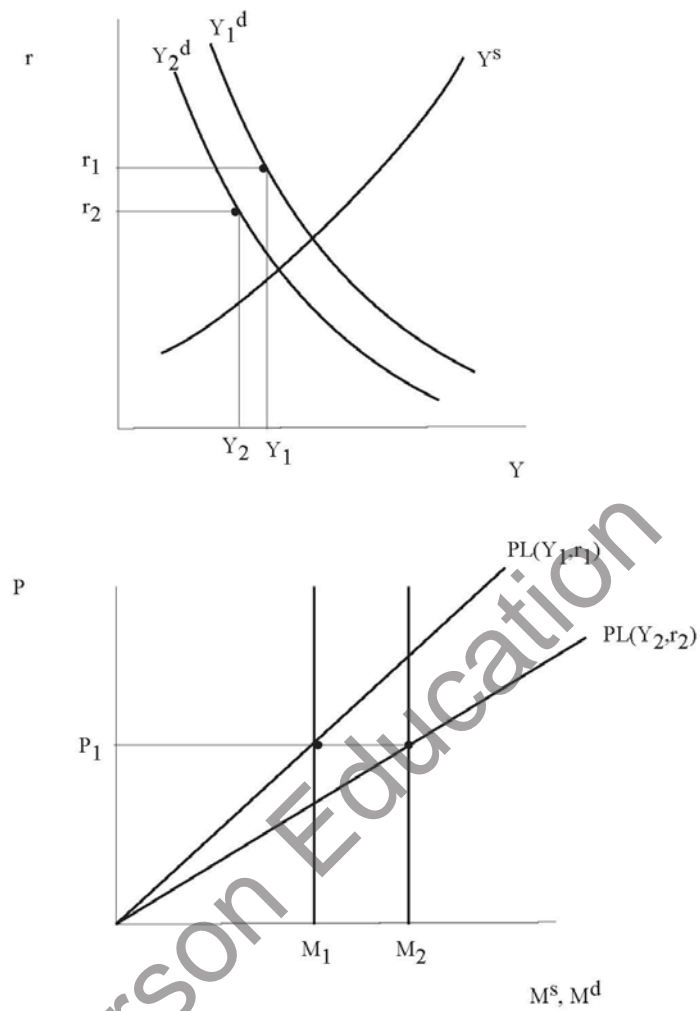 r
Y₂ᵈ
Y₁ᵈ
Yˢ
r₁
r₂
Y₂ Y₁
Y
P
PL(Y₁,r₁)
PL(Y₂,r₂)
P₁
M₁ M₂
Mˢ, Mᵈ
rson Education